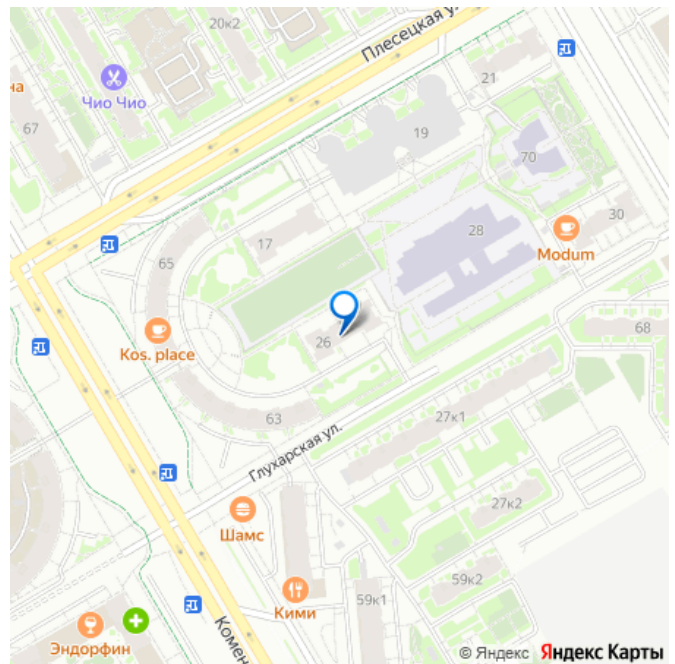 20к2
Плесецкая ул.
на
Чио Чио
67
21
19
70
30
17
28
Modum
65
26
68
Kos. place
63
27к1
Глухарская ул.
Шамс
27к2
59к2
59к1
Кими
Комен
Эндорфин
© Яндекс Яндекс Карты